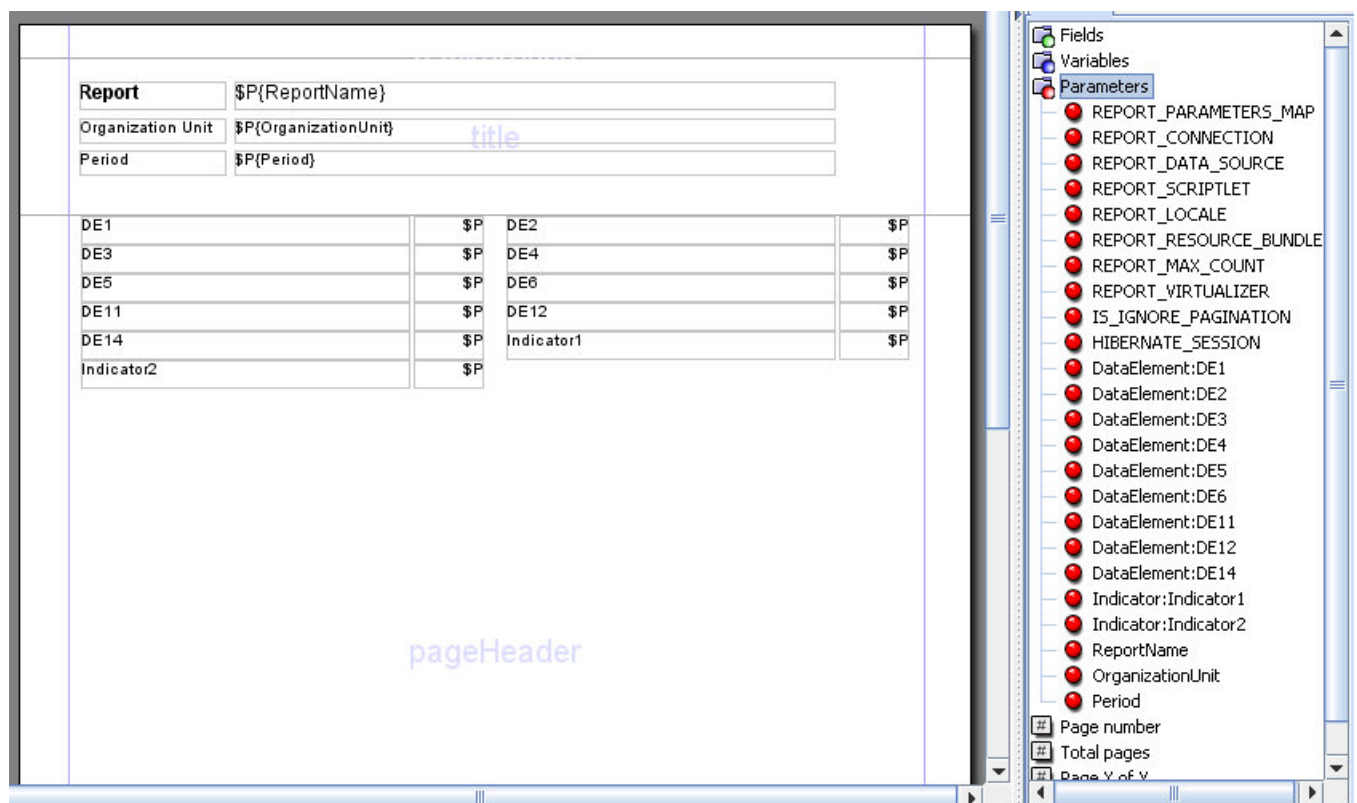 Report $P{ReportName}
Organization Unit $P{OrganizationUnit}
title
Period $P{Period}
DE1 $P DE2 $P
DE3 $P DE4 $P
DE5 $P DE6 $P
DE11 $P DE12 $P
DE14 $P Indicator1 $P
Indicator2 $P
pageHeader
Fields
Variables
Parameters
REPORT_PARAMETERS_MAP
REPORT_CONNECTION
REPORT_DATA_SOURCE
REPORT_SCRIPTLET
REPORT_LOCALE
REPORT_RESOURCE_BUNDLE
REPORT_MAX_COUNT
REPORT_VIRTUALIZER
IS_IGNORE_PAGINATION
HIBERNATE_SESSION
DataElement:DE1
DataElement:DE2
DataElement:DE3
DataElement:DE4
DataElement:DE5
DataElement:DE6
DataElement:DE11
DataElement:DE12
DataElement:DE14
Indicator:Indicator1
Indicator:Indicator2
ReportName
OrganizationUnit
Period
# Page number
# Total pages
# Page X of Y